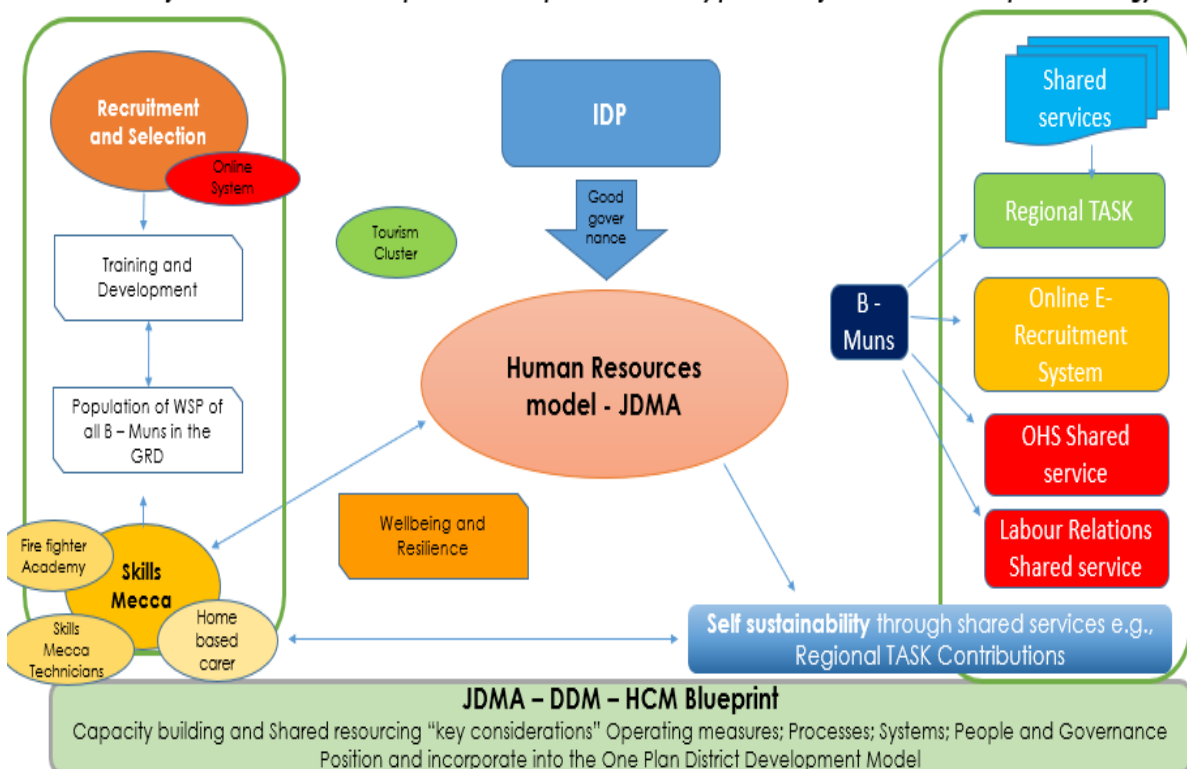 Recruitment
and Selection
Online
System
Training and
Development
Population of WSP of
all B – Muns in the
GRD
Fire fighter
Academy
Skills
Mecca
Skills
Mecca
Technicians
Home
based
carer
IDP
Good
gover
nance
Tourism
Cluster
Human Resources
model - JDMA
Wellbeing and
Resilience
Shared
services
Regional TASK
B -
Muns
Online E-
Recruitment
System
OHS Shared
service
Labour Relations
Shared service
Self sustainability through shared services e.g.,
Regional TASK Contributions
JDMA – DDM – HCM Blueprint
Capacity building and Shared resourcing “key considerations” Operating measures; Processes; Systems; People and Governance
Position and incorporate into the One Plan District Development Model